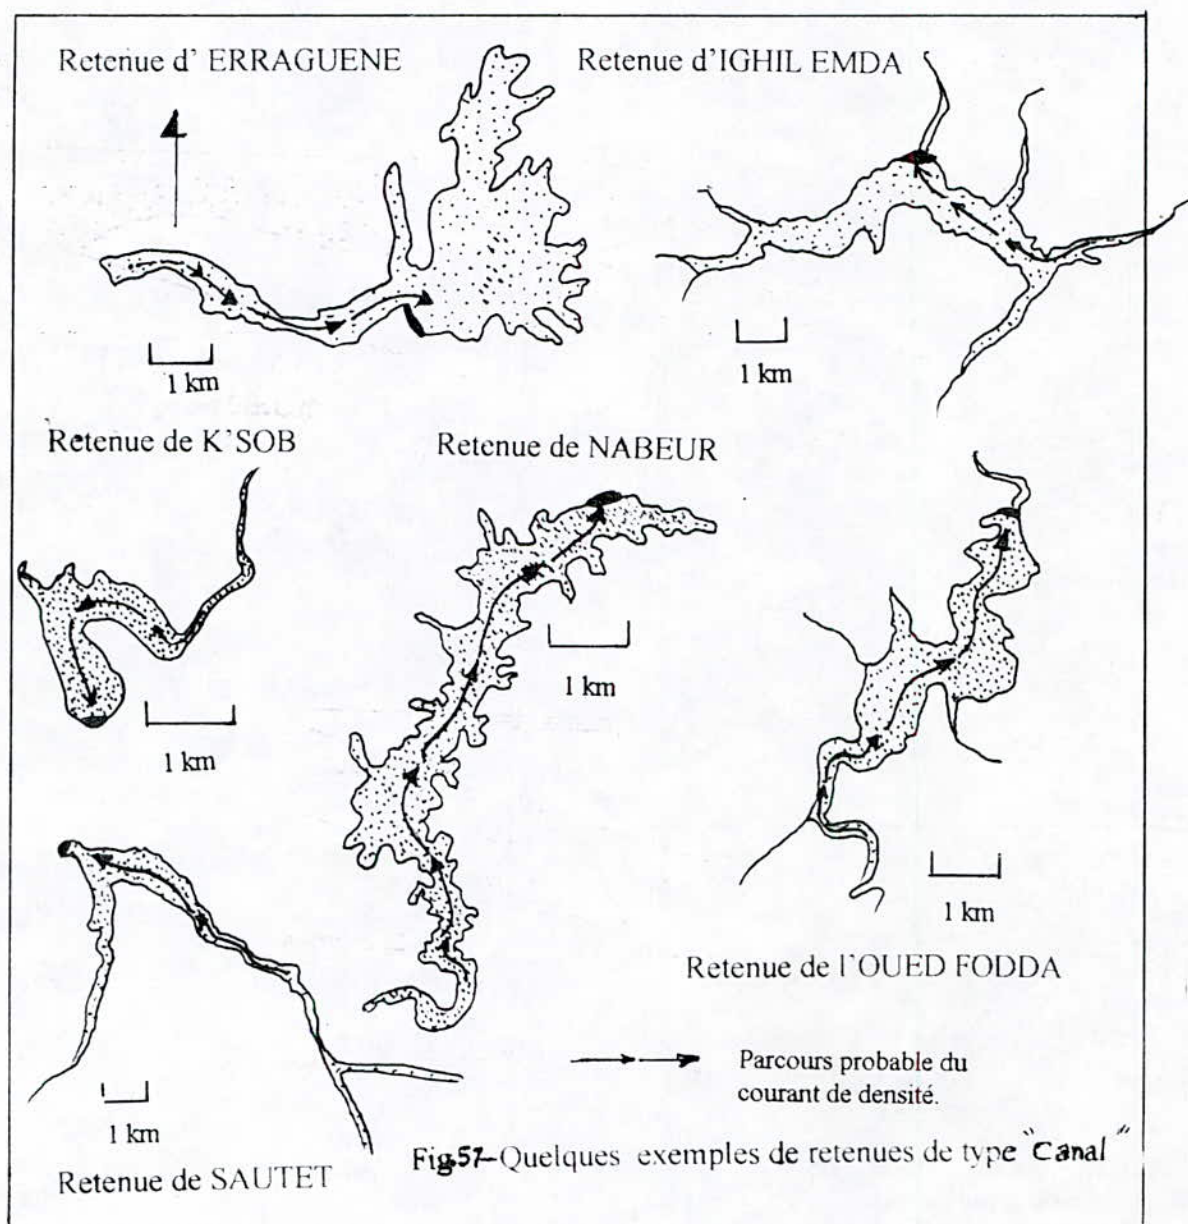 Retenue d' ERRAGUENE
Retenue d'IGHIL EMDA
1 km
1 km
Retenue de K'SOB
Retenue de NABEUR
1 km
1 km
1 km
Retenue de l'OUED FODDA
Parcours probable du
courant de densité.
1 km
Retenue de SAUTET
Fig.57-Quelques exemples de retenues de type "Canal"